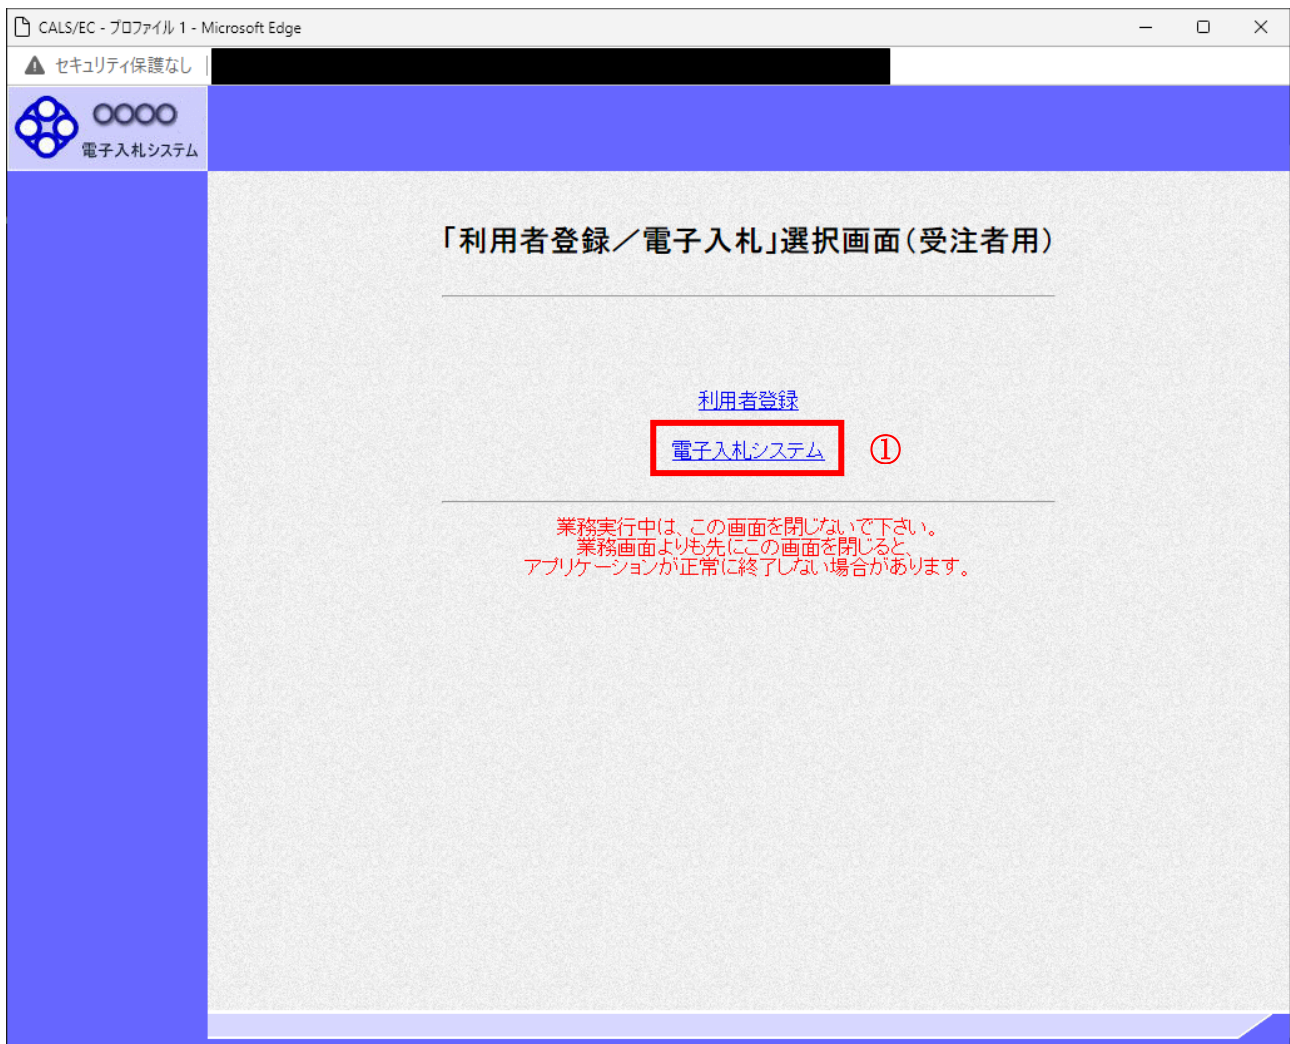 CALS/EC - プロファイル 1 - Microsoft Edge
セキュリティ保護なし
○○○○
電子入札システム
「利用者登録／電子入札」選択画面（受注者用）
利用者登録
電子入札システム ①
業務実行中は、この画面を閉じないで下さい。
業務画面よりも先にこの画面を閉じると、
アプリケーションが正常に終了しない場合があります。